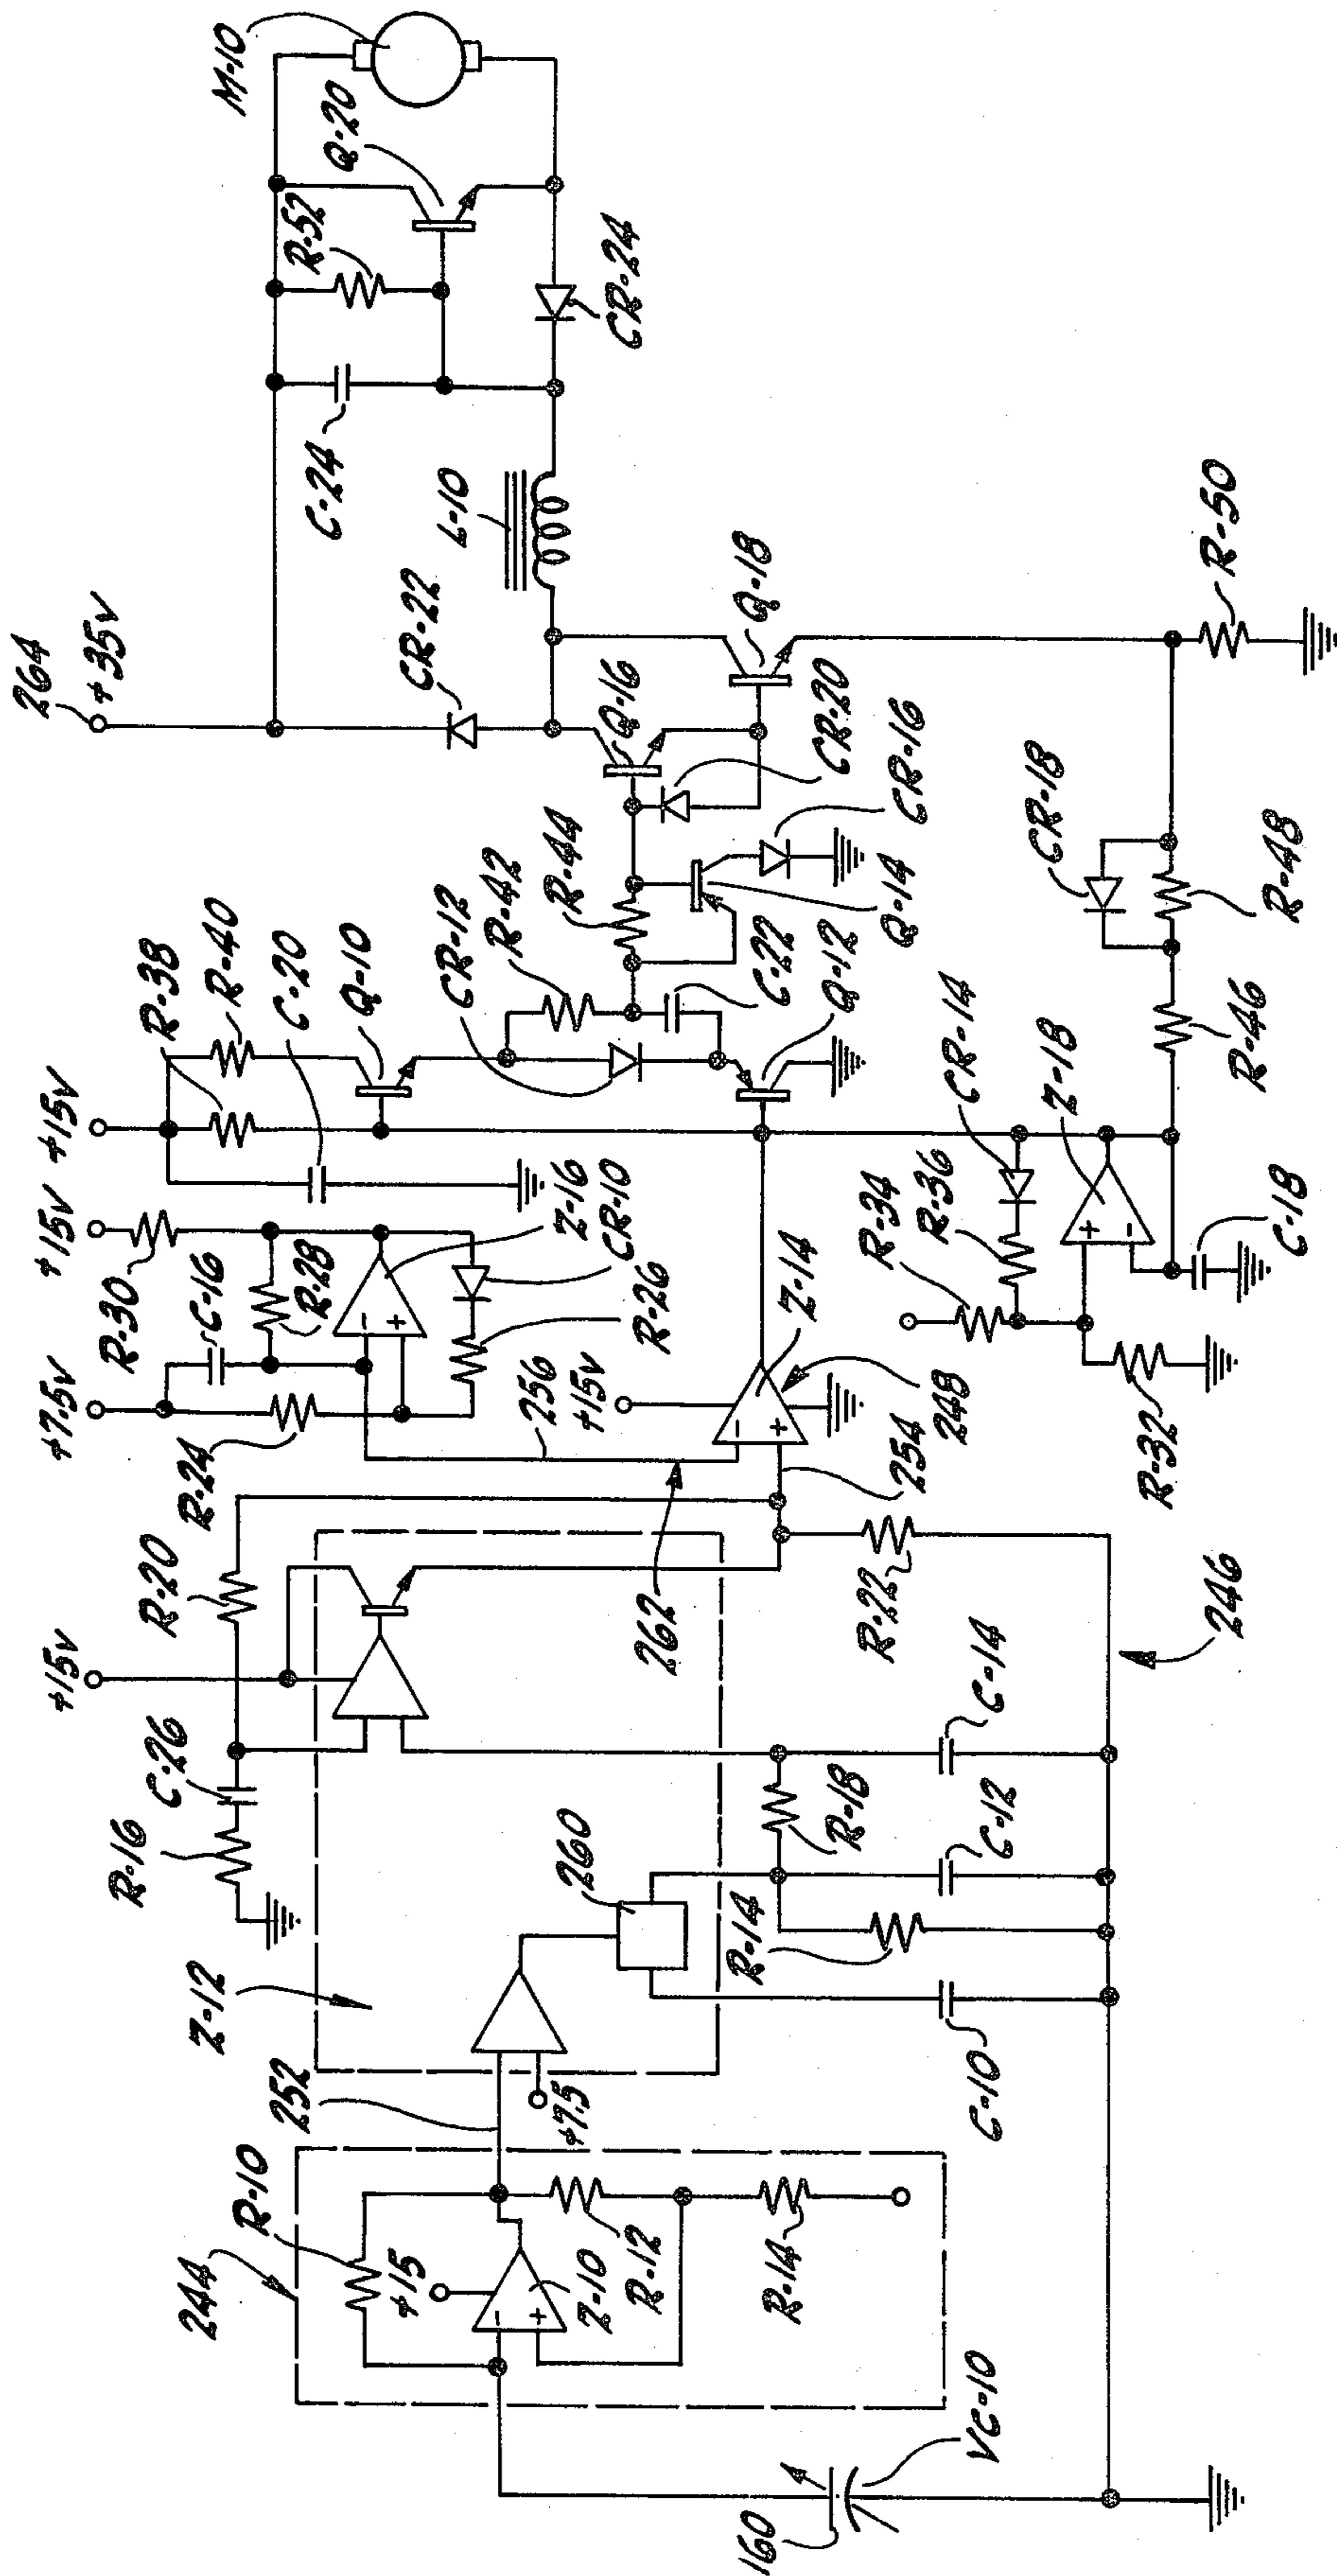 244
R-10
+15
Z-10
R-12
R-14
252
+7.5
160
VC-10
Z-12
R-16
C-26
R-20
+15V
260
R-14
R-18
C-10
C-12
C-14
R-22
246
262
254
256
248
Z-14
+15V
R-24
+7.5V
C-16
R-30
+15V
R-28
Z-16
CR-10
R-26
+15V
R-38
R-40
C-20
Q-10
CR-12
R-42
R-44
C-22
Q-12
Q-14
CR-16
CR-20
Q-16
Q-18
R-34
R-36
CR-14
Z-18
R-32
C-18
R-46
CR-18
R-48
R-50
264
+35V
CR-22
L-10
C-24
R-52
Q-20
CR-24
M-10